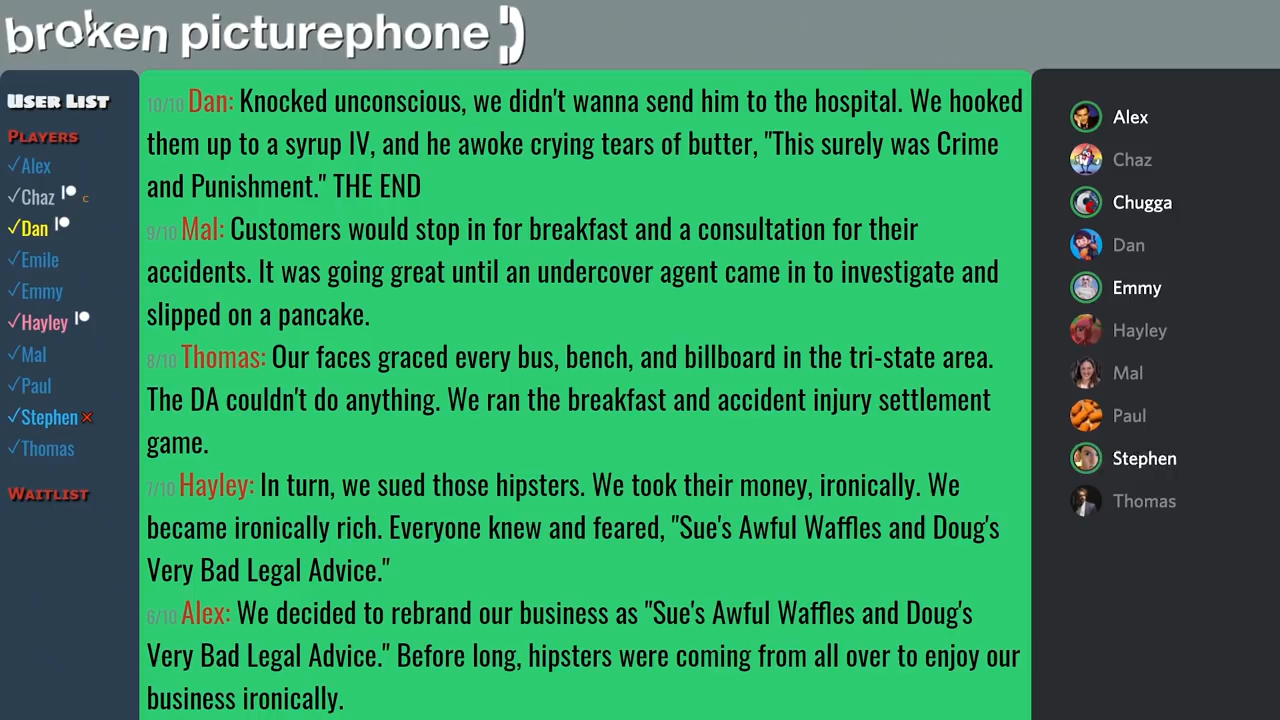 broken picturephone
USER LIST
PLAYERS
✓Alex
✓Chaz c
✓Dan
✓Emile
✓Emmy
✓Hayley
✓Mal
✓Paul
✓Stephen ×
✓Thomas
WAITLIST
10/10 Dan: Knocked unconscious, we didn't wanna send him to the hospital. We hooked
them up to a syrup IV, and he awoke crying tears of butter, "This surely was Crime
and Punishment." THE END
9/10 Mal: Customers would stop in for breakfast and a consultation for their
accidents. It was going great until an undercover agent came in to investigate and
slipped on a pancake.
8/10 Thomas: Our faces graced every bus, bench, and billboard in the tri-state area.
The DA couldn't do anything. We ran the breakfast and accident injury settlement
game.
7/10 Hayley: In turn, we sued those hipsters. We took their money, ironically. We
became ironically rich. Everyone knew and feared, "Sue's Awful Waffles and Doug's
Very Bad Legal Advice."
6/10 Alex: We decided to rebrand our business as "Sue's Awful Waffles and Doug's
Very Bad Legal Advice." Before long, hipsters were coming from all over to enjoy our
business ironically.
Alex
Chaz
Chugga
Dan
Emmy
Hayley
Mal
Paul
Stephen
Thomas